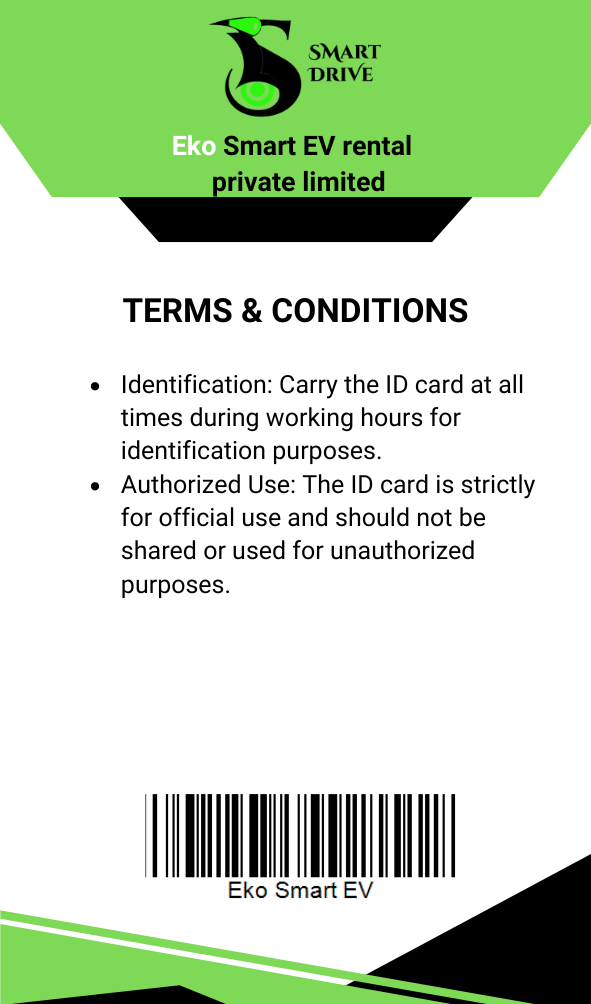 SMART
DRIVE
Eko Smart EV rental
private limited
TERMS & CONDITIONS
• Identification: Carry the ID card at all
times during working hours for
identification purposes.
• Authorized Use: The ID card is strictly
for official use and should not be
shared or used for unauthorized
purposes.
Eko Smart EV